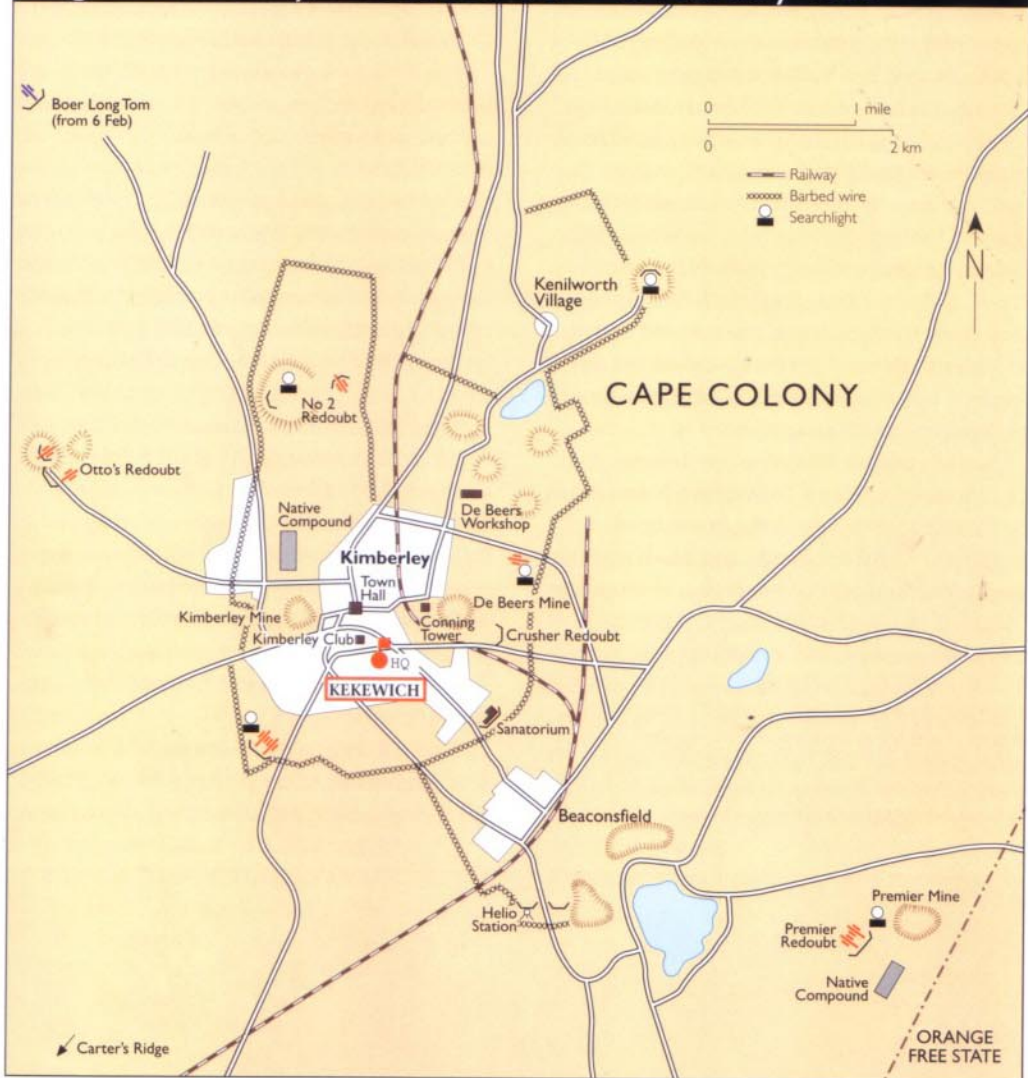 Boer Long Tom
(from 6 Feb)
0 1 mile
0 2 km
Railway
Barbed wire
Searchlight
N
Kenilworth
Village
CAPE COLONY
No 2
Redoubt
Otto's Redoubt
Native
Compound
De Beers
Workshop
Kimberley
Town
Hall
De Beers Mine
Kimberley Mine
Conning
Tower
Crusher Redoubt
Kimberley Club
HQ
KEKEWICH
Sanatorium
Beaconsfield
Helio
Station
Premier Mine
Premier
Redoubt
Native
Compound
Carter's Ridge
ORANGE
FREE STATE